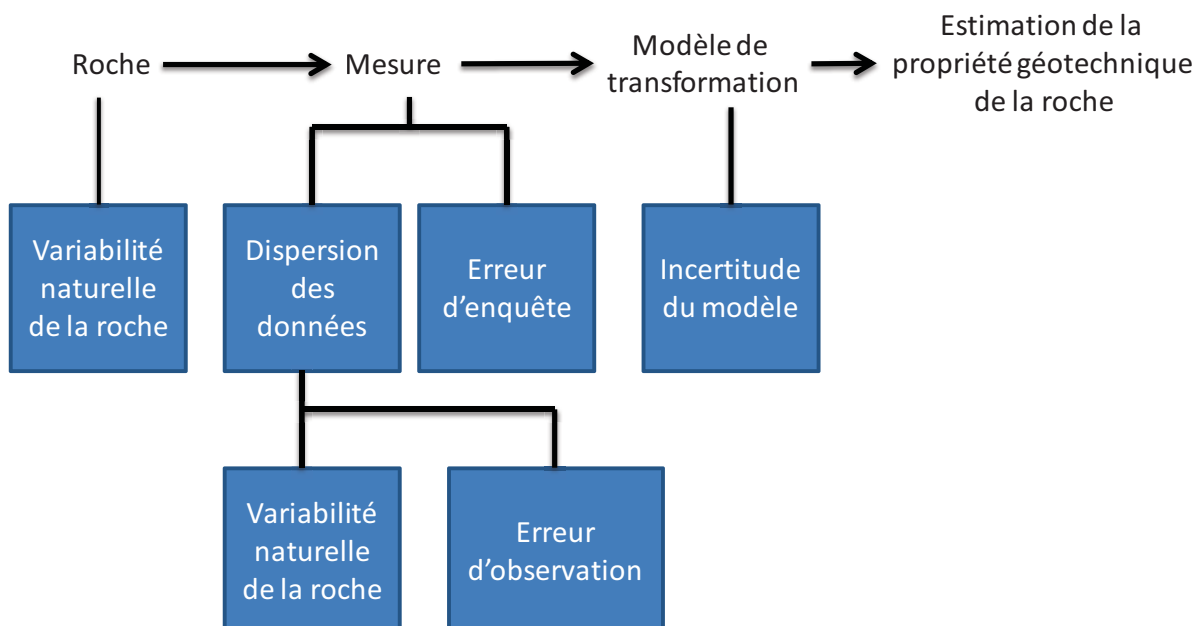 Roche
Mesure
Modèle de
transformation
Estimation de la
propriété géotechnique
de la roche
Variabilité
naturelle
de la roche
Dispersion
des
données
Erreur
d’enquête
Incertitude
du modèle
Variabilité
naturelle
de la roche
Erreur
d’observation